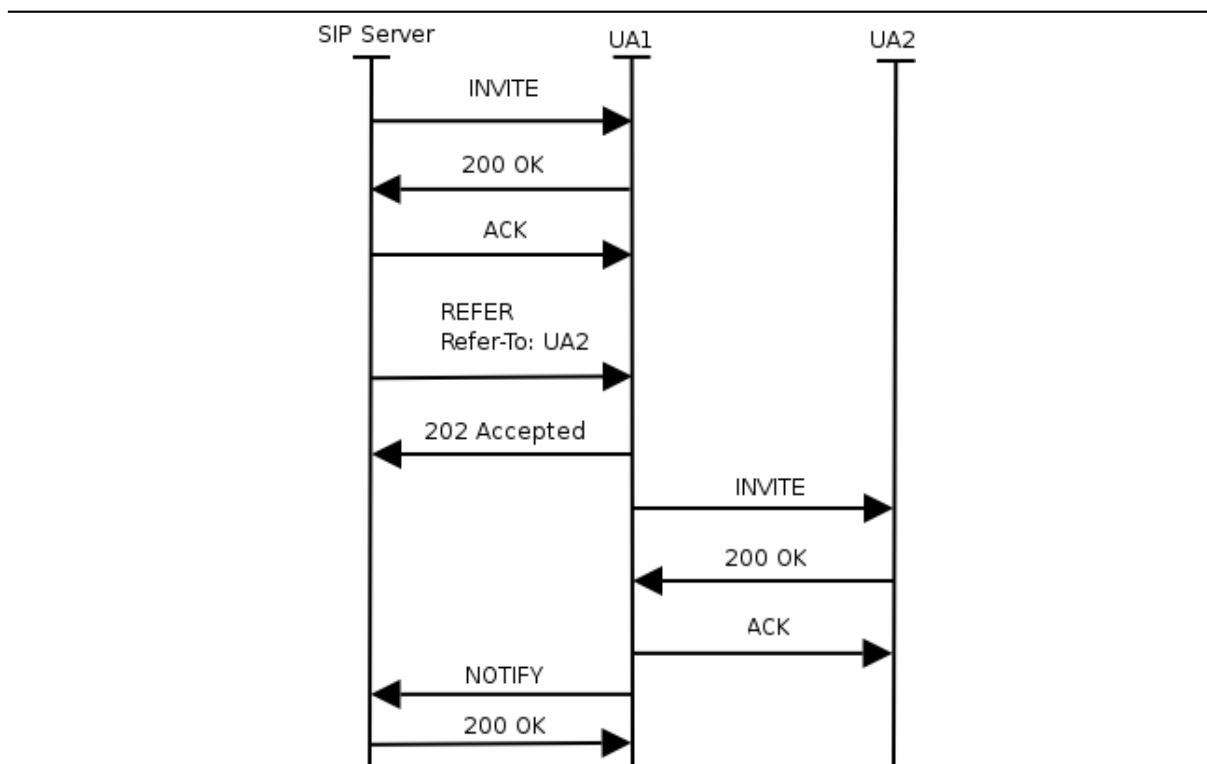 SIP Server
UA1
UA2
INVITE
200 OK
ACK
REFER
Refer-To: UA2
202 Accepted
INVITE
200 OK
ACK
NOTIFY
200 OK